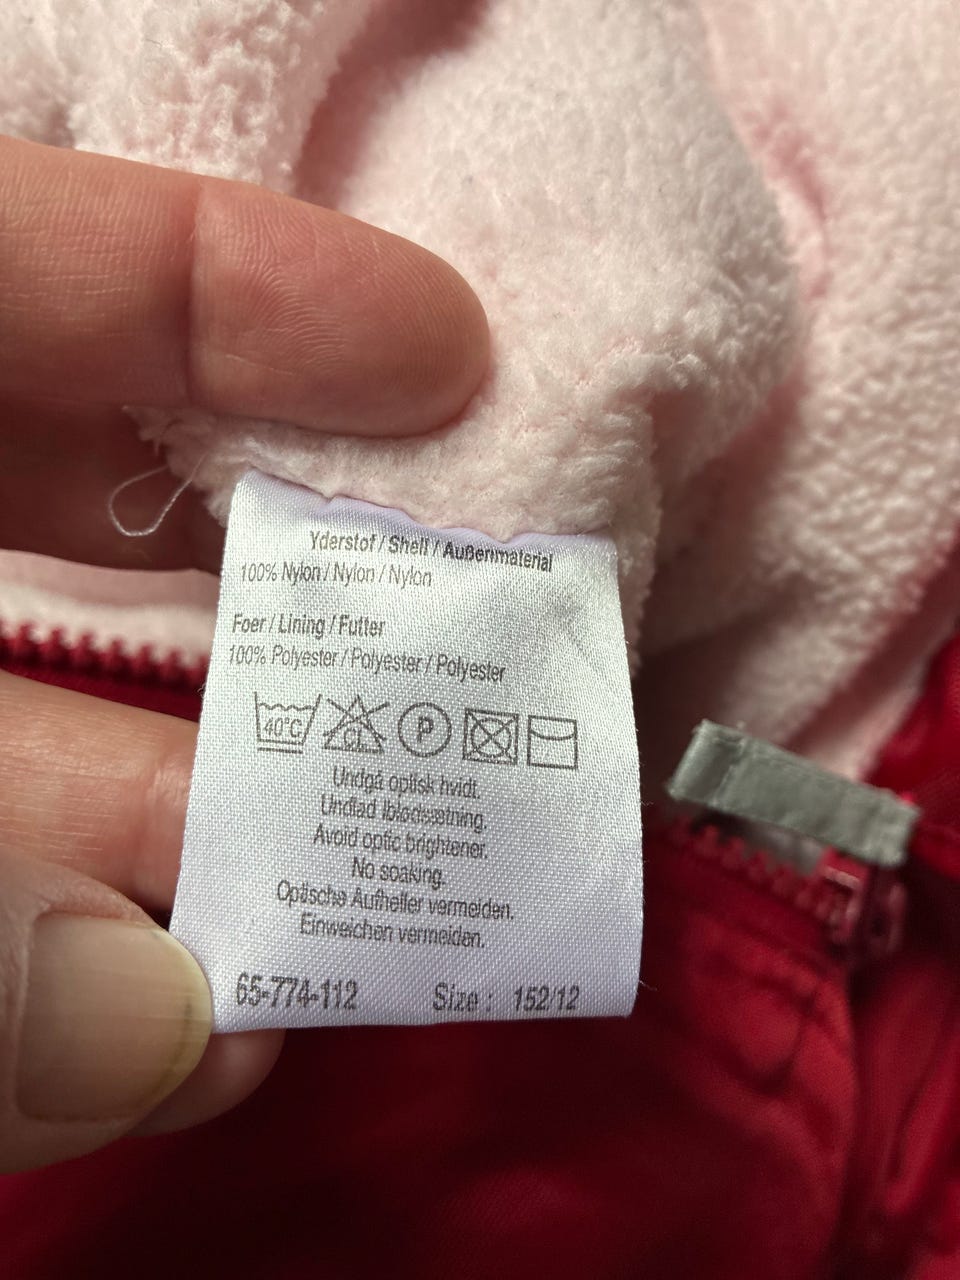 Yderstof / Shell / Außenmaterial
100% Nylon / Nylon / Nylon
Foer / Lining / Futter
100% Polyester / Polyester / Polyester
40°C CL P
Undgå optisk hvidt.
Undlad Iblødsætning.
Avoid optic brightener.
No soaking.
Optische Aufheller vermeiden.
Einweichen vermeiden.
65-774-112 Size : 152/12